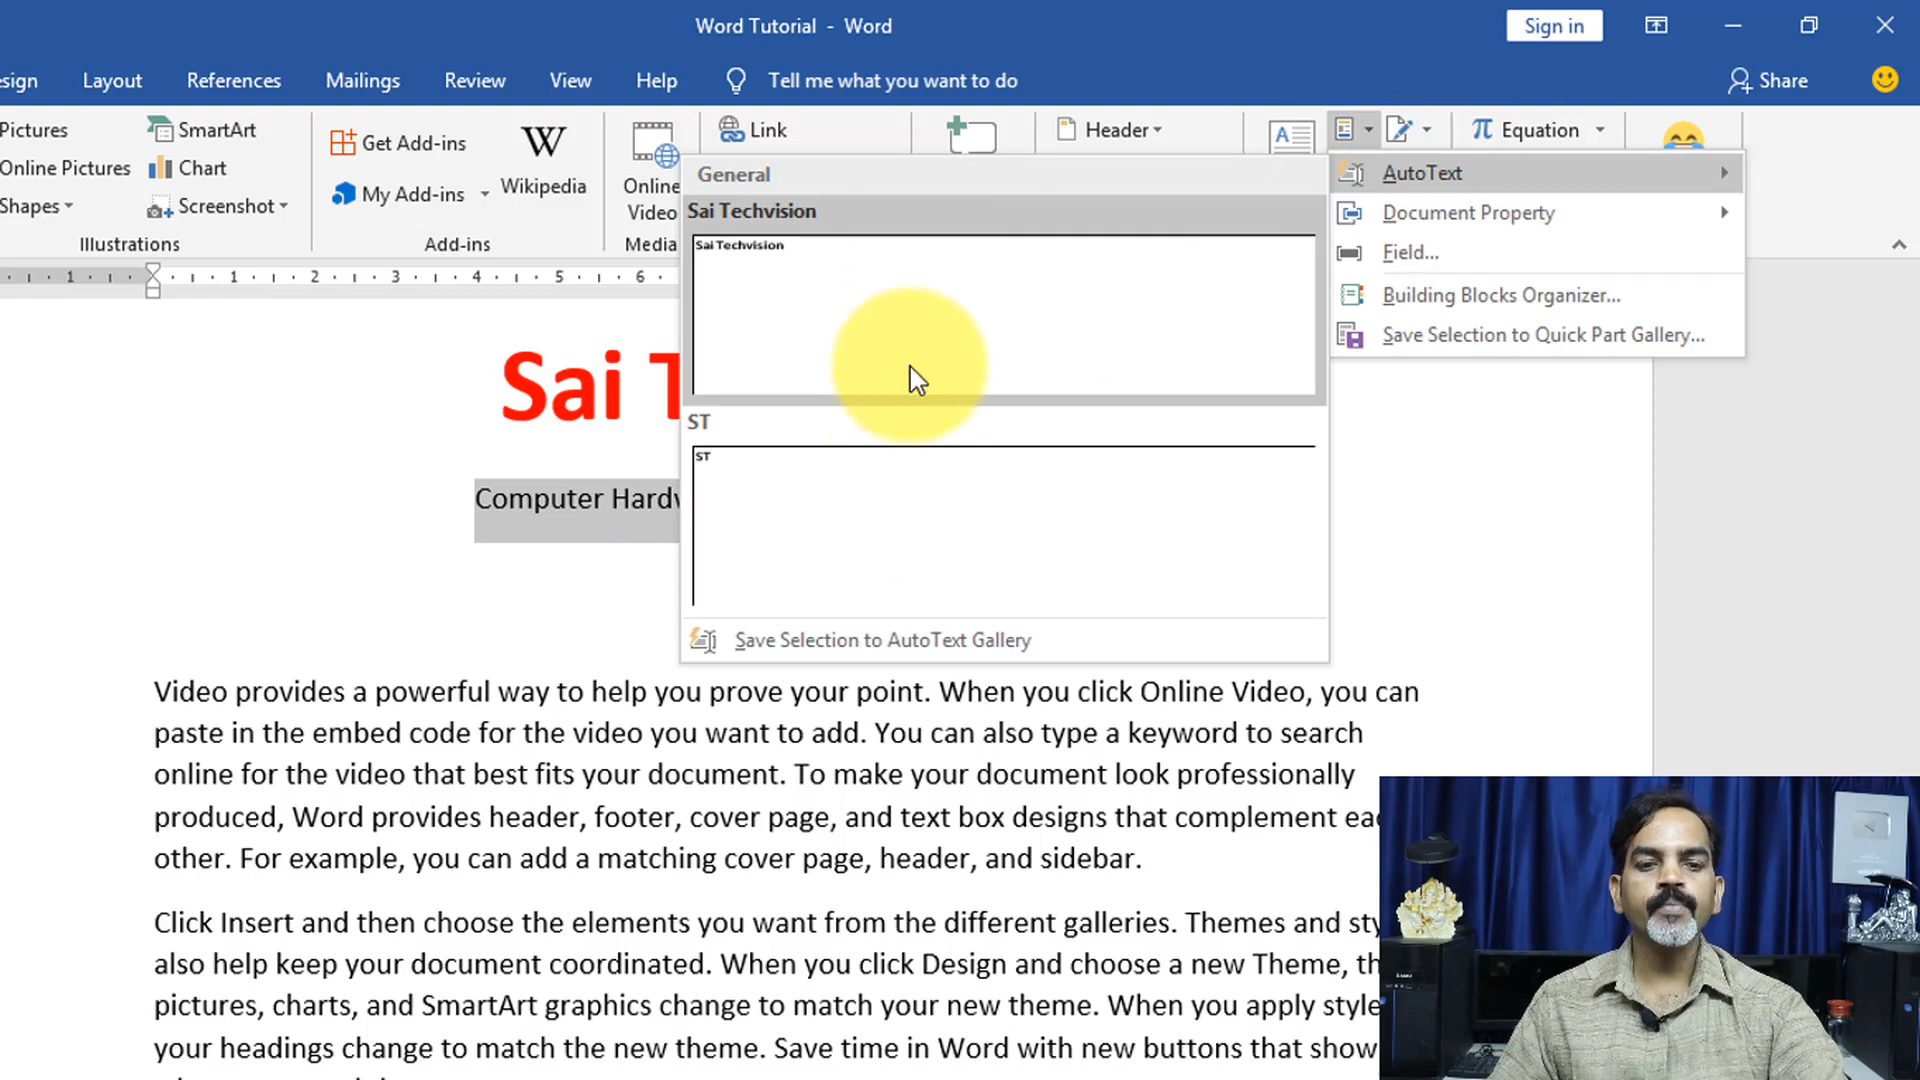 Word Tutorial - Word
Sign in
esign Layout References Mailings Review View Help Tell me what you want to do Share
Pictures SmartArt Get Add-ins W Link Header π Equation
Online Pictures Chart My Add-ins Wikipedia Online Video
Shapes Screenshot
Illustrations Add-ins Media
General
Sai Techvision
Sai Techvision
ST
ST
Save Selection to AutoText Gallery
AutoText
Document Property
Field...
Building Blocks Organizer...
Save Selection to Quick Part Gallery...
1 1 2 3 4 5 6
Sai T
Computer Hardw
Video provides a powerful way to help you prove your point. When you click Online Video, you can
paste in the embed code for the video you want to add. You can also type a keyword to search
online for the video that best fits your document. To make your document look professionally
produced, Word provides header, footer, cover page, and text box designs that complement eac
other. For example, you can add a matching cover page, header, and sidebar.
Click Insert and then choose the elements you want from the different galleries. Themes and sty
also help keep your document coordinated. When you click Design and choose a new Theme, th
pictures, charts, and SmartArt graphics change to match your new theme. When you apply style
your headings change to match the new theme. Save time in Word with new buttons that show